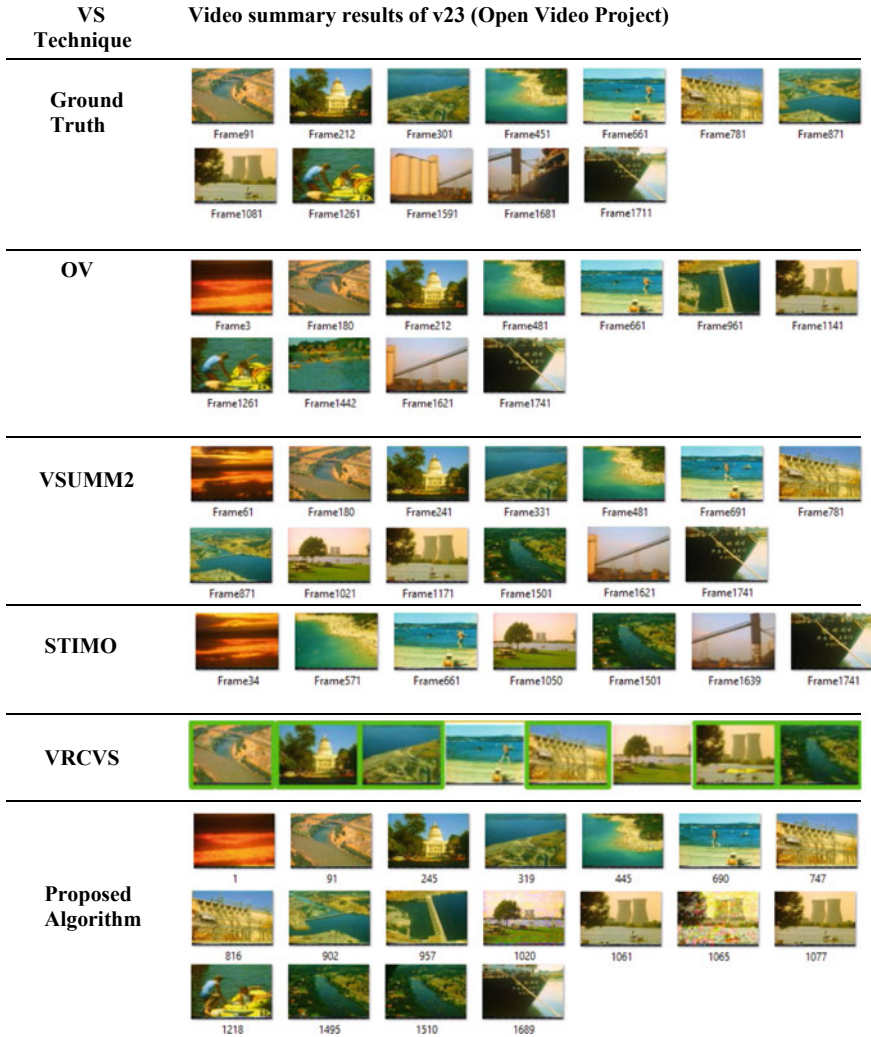 VS Technique
Video summary results of v23 (Open Video Project)
Ground Truth
Frame91 Frame212 Frame301 Frame451 Frame661 Frame781 Frame871
Frame1081 Frame1261 Frame1591 Frame1681 Frame1711
OV
Frame3 Frame180 Frame212 Frame481 Frame661 Frame961 Frame1141
Frame1261 Frame1442 Frame1621 Frame1741
VSUMM2
Frame61 Frame180 Frame241 Frame331 Frame481 Frame691 Frame781
Frame871 Frame1021 Frame1171 Frame1501 Frame1621 Frame1741
STIMO
Frame34 Frame571 Frame661 Frame1050 Frame1501 Frame1639 Frame1741
VRCVS
Proposed Algorithm
1 91 245 319 445 690 747
816 902 957 1020 1061 1065 1077
1218 1495 1510 1689